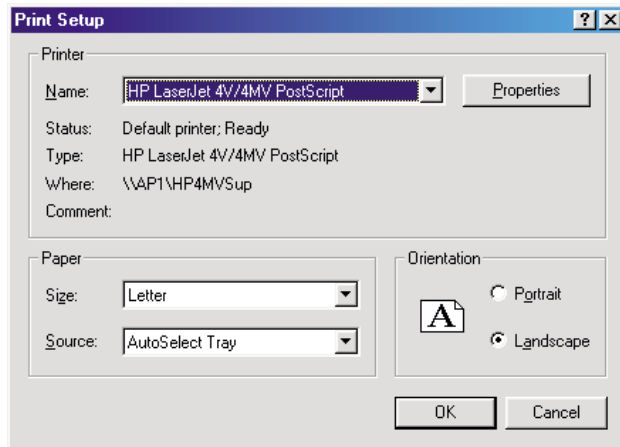 Print Setup
Printer
Name: HP LaserJet 4V/4MV PostScript Properties
Status: Default printer; Ready
Type: HP LaserJet 4V/4MV PostScript
Where: \\AP1\HP4MVSup
Comment:
Paper
Size: Letter
Source: AutoSelect Tray
Orientation
A
Portrait
Landscape
OK Cancel